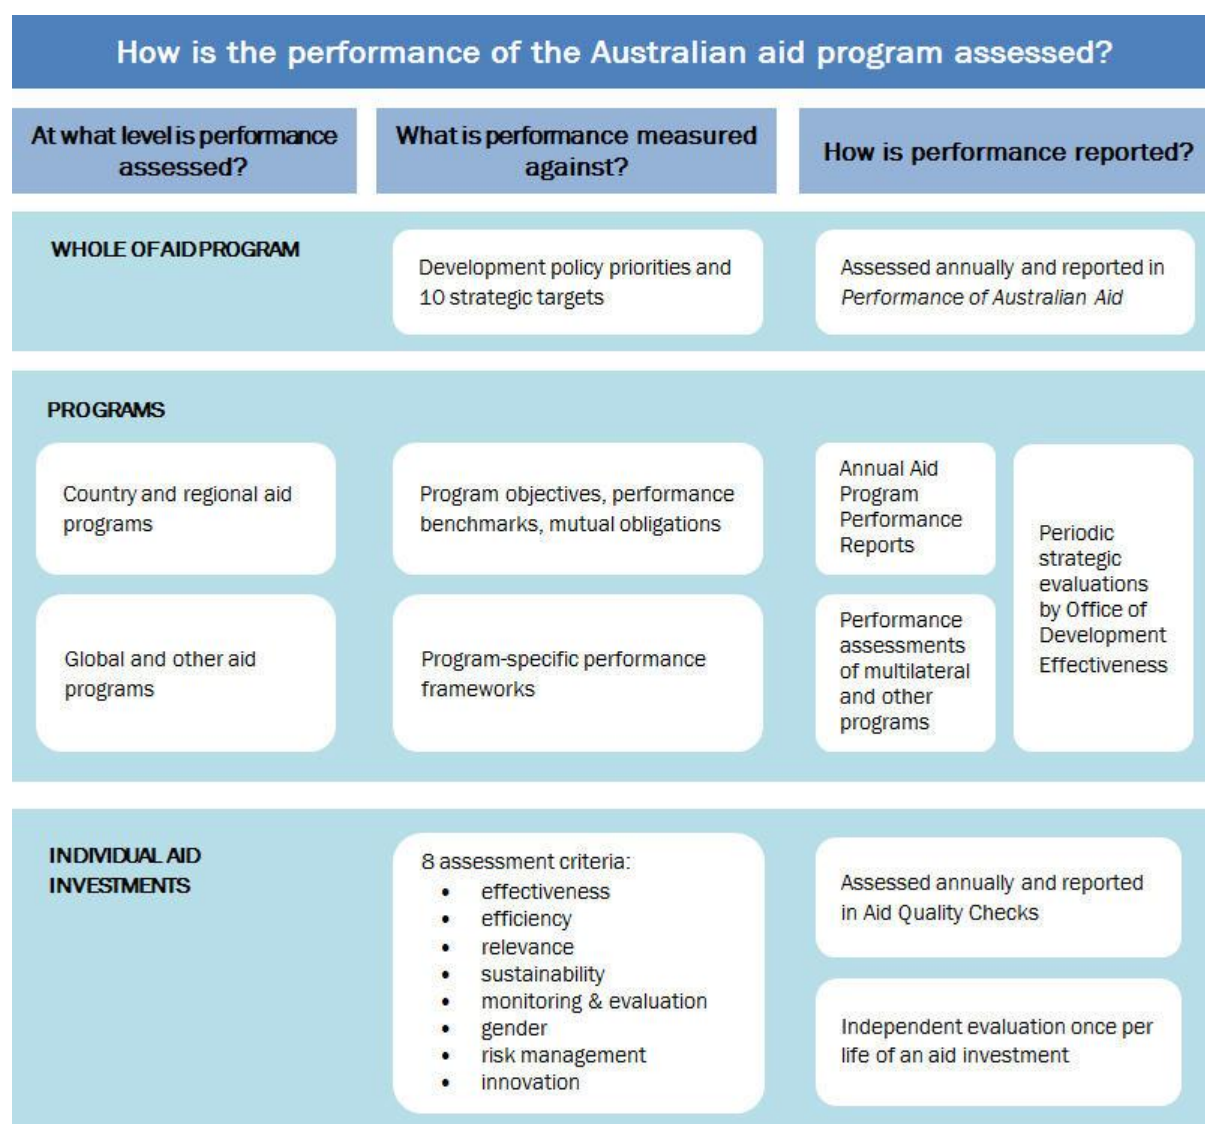 How is the performance of the Australian aid program assessed?
At what level is performance
assessed?
What is performance measured
against?
How is performance reported?
WHOLE OF AID PROGRAM
Development policy priorities and
10 strategic targets
Assessed annually and reported in
Performance of Australian Aid
PROGRAMS
Country and regional aid
programs
Program objectives, performance
benchmarks, mutual obligations
Annual Aid
Program
Performance
Reports
Periodic
strategic
evaluations
by Office of
Development
Effectiveness
Global and other aid
programs
Program-specific performance
frameworks
Performance
assessments
of multilateral
and other
programs
INDIVIDUAL AID
INVESTMENTS
8 assessment criteria:
• effectiveness
• efficiency
• relevance
• sustainability
• monitoring & evaluation
• gender
• risk management
• innovation
Assessed annually and reported
in Aid Quality Checks
Independent evaluation once per
life of an aid investment